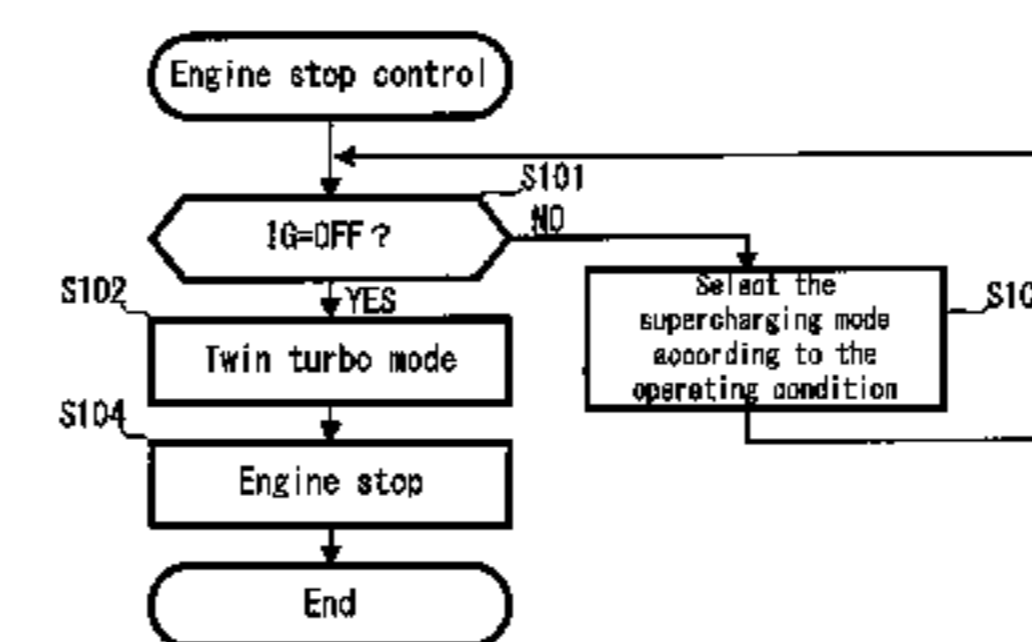 Engine stop control
S101
IG=OFF?
NO
S102
YES
Twin turbo mode
Select the
supercharging mode
according to the
operating condition
S104
Engine stop
End